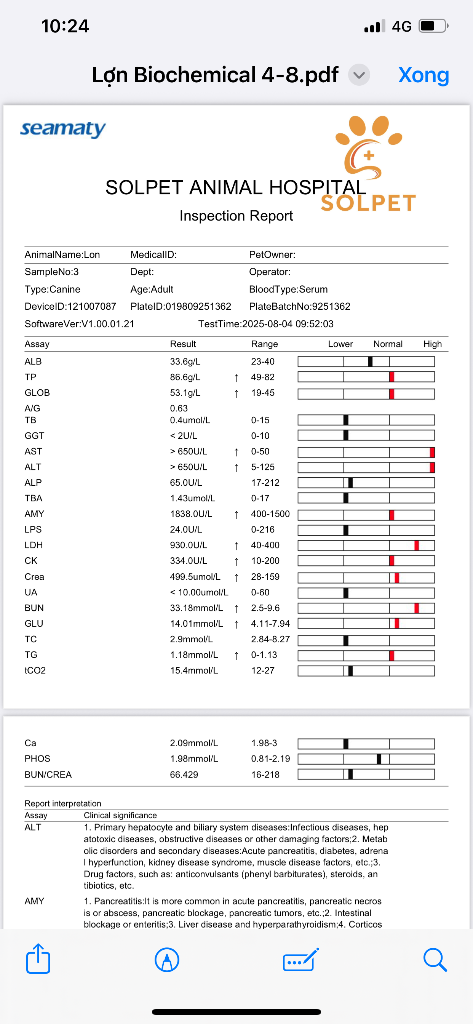 10:24
4G
Lợn Biochemical 4-8.pdf
Xong
seamaty
SOLPET ANIMAL HOSPITAL
SOLPET
Inspection Report
AnimalName:Lon MedicalID: PetOwner:
SampleNo:3 Dept: Operator:
Type:Canine Age:Adult BloodType:Serum
DeviceID:121007087 PlateID:019809251362 PlateBatchNo:9251362
SoftwareVer:V1.00.01.21 TestTime:2025-08-04 09:52:03
Assay Result Range Lower Normal High
ALB 33.6g/L 23-40
TP 86.6g/L ↑ 49-82
GLOB 53.1g/L ↑ 19-45
A/G 0.63
TB 0.4umol/L 0-15
GGT < 2U/L 0-10
AST > 650U/L ↑ 0-50
ALT > 650U/L ↑ 5-125
ALP 65.0U/L 17-212
TBA 1.43umol/L 0-17
AMY 1838.0U/L ↑ 400-1500
LPS 24.0U/L 0-216
LDH 930.0U/L ↑ 40-400
CK 334.0U/L ↑ 10-200
Crea 499.5umol/L ↑ 28-159
UA < 10.00umol/L 0-60
BUN 33.18mmol/L ↑ 2.5-9.6
GLU 14.01mmol/L ↑ 4.11-7.94
TC 2.9mmol/L 2.84-8.27
TG 1.18mmol/L ↑ 0-1.13
tCO2 15.4mmol/L 12-27
Ca 2.09mmol/L 1.98-3
PHOS 1.98mmol/L 0.81-2.19
BUN/CREA 66.429 16-218
Report interpretation
Assay Clinical significance
ALT 1. Primary hepatocyte and biliary system diseases:Infectious diseases, hep
atotoxic diseases, obstructive diseases or other damaging factors;2. Metab
olic disorders and secondary diseases:Acute pancreatitis, diabetes, adrena
l hyperfunction, kidney disease syndrome, muscle disease factors, etc.;3.
Drug factors, such as: anticonvulsants (phenyl barbiturates), steroids, an
tibiotics, etc.
AMY 1. Pancreatitis:It is more common in acute pancreatitis, pancreatic necros
is or abscess, pancreatic blockage, pancreatic tumors, etc.;2. Intestinal
blockage or enteritis;3. Liver disease and hyperparathyroidism;4. Corticos